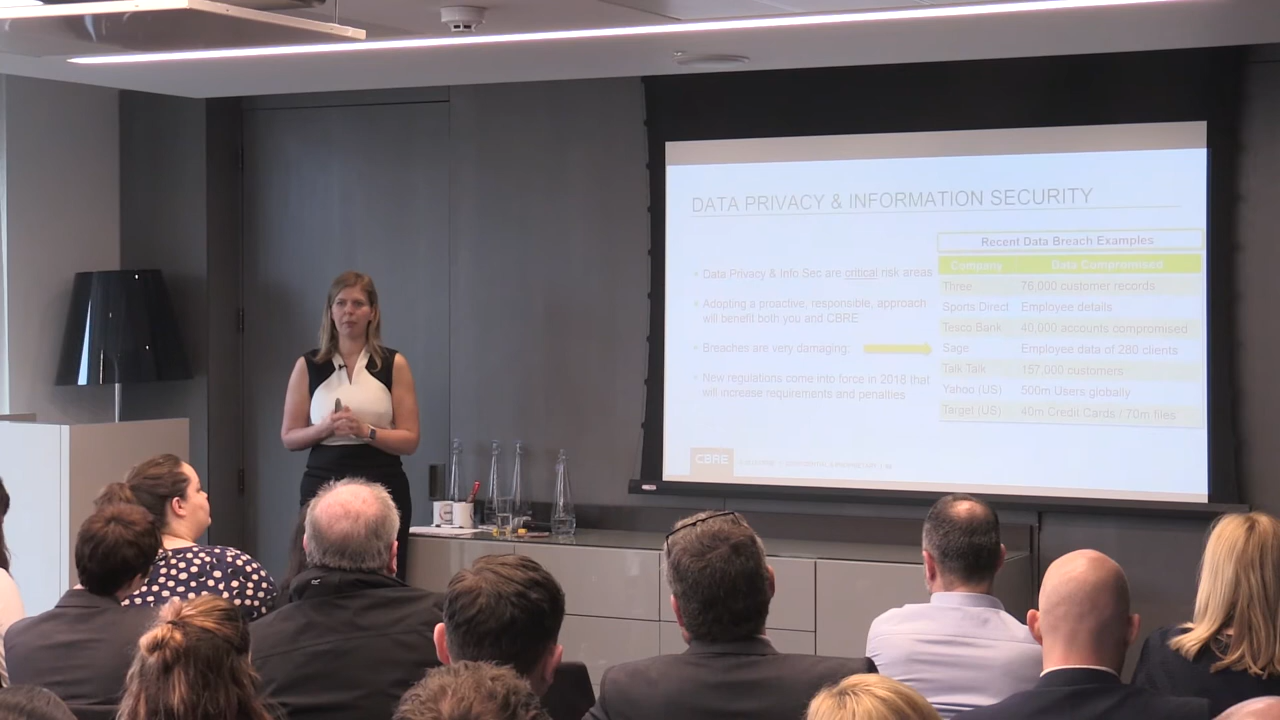 DATA PRIVACY & INFORMATION SECURITY
Data Privacy & Info Sec are critical risk areas
Adopting a proactive, responsible, approach
will benefit both you and CBRE
Breaches are very damaging;
New regulations come into force in 2018 that
will increase requirements and penalties
Recent Data Breach Examples
Company Data Compromised
Three 76,000 customer records
Sports Direct Employee details
Tesco Bank 40,000 accounts compromised
Sage Employee data of 280 clients
Talk Talk 157,000 customers
Yahoo (US) 500m Users globally
Target (US) 40m Credit Cards / 70m files
CBRE